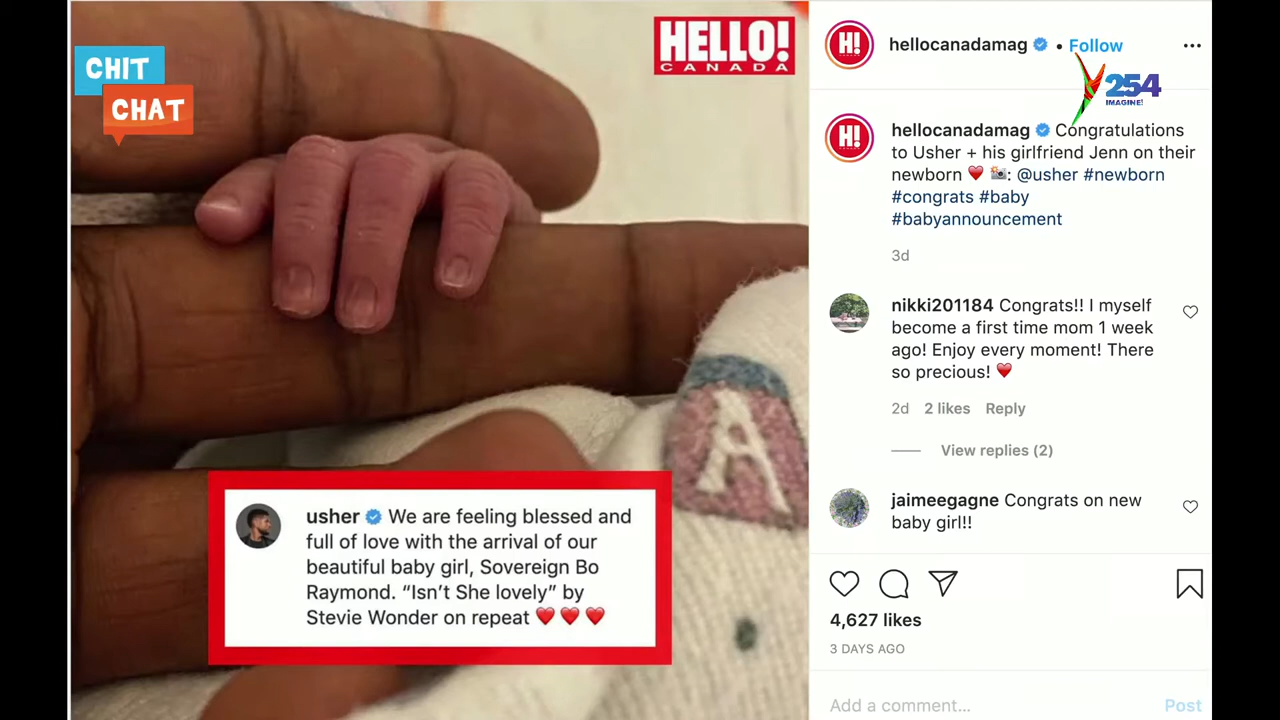 CHIT
CHAT
HELLO!
CANADA
A
usher We are feeling blessed and
full of love with the arrival of our
beautiful baby girl, Sovereign Bo
Raymond. “Isn’t She lovely” by
Stevie Wonder on repeat ❤️ ❤️ ❤️
H!
hellocanadamag • Follow
Y254
IMAGINE!
H!
hellocanadamag Congratulations
to Usher + his girlfriend Jenn on their
newborn ❤️ 📸: @usher #newborn
#congrats #baby
#babyannouncement
3d
nikki201184 Congrats!! I myself
become a first time mom 1 week
ago! Enjoy every moment! There
so precious! ❤️
2d 2 likes Reply
View replies (2)
jaimeegagne Congrats on new
baby girl!!
4,627 likes
3 DAYS AGO
Add a comment... Post